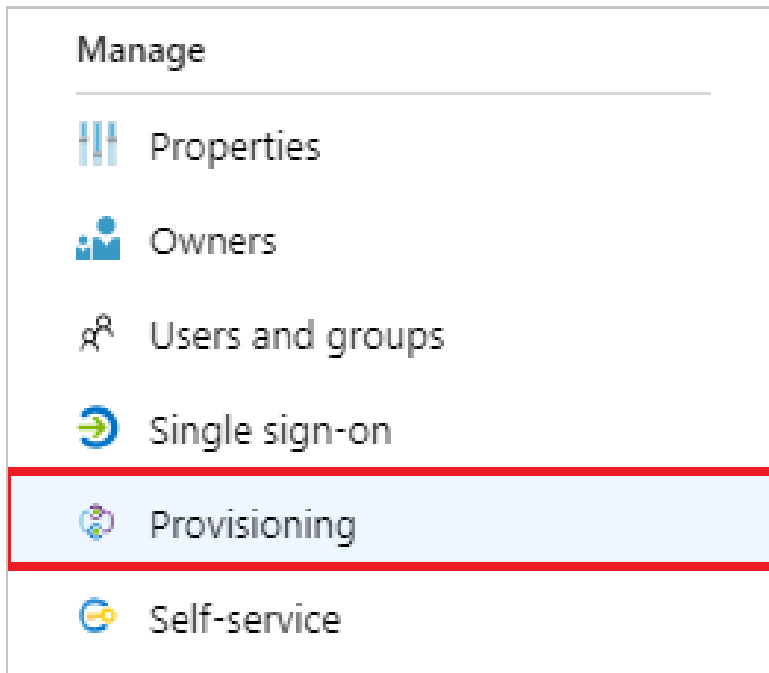 Manage
Properties
Owners
Users and groups
Single sign-on
Provisioning
Self-service